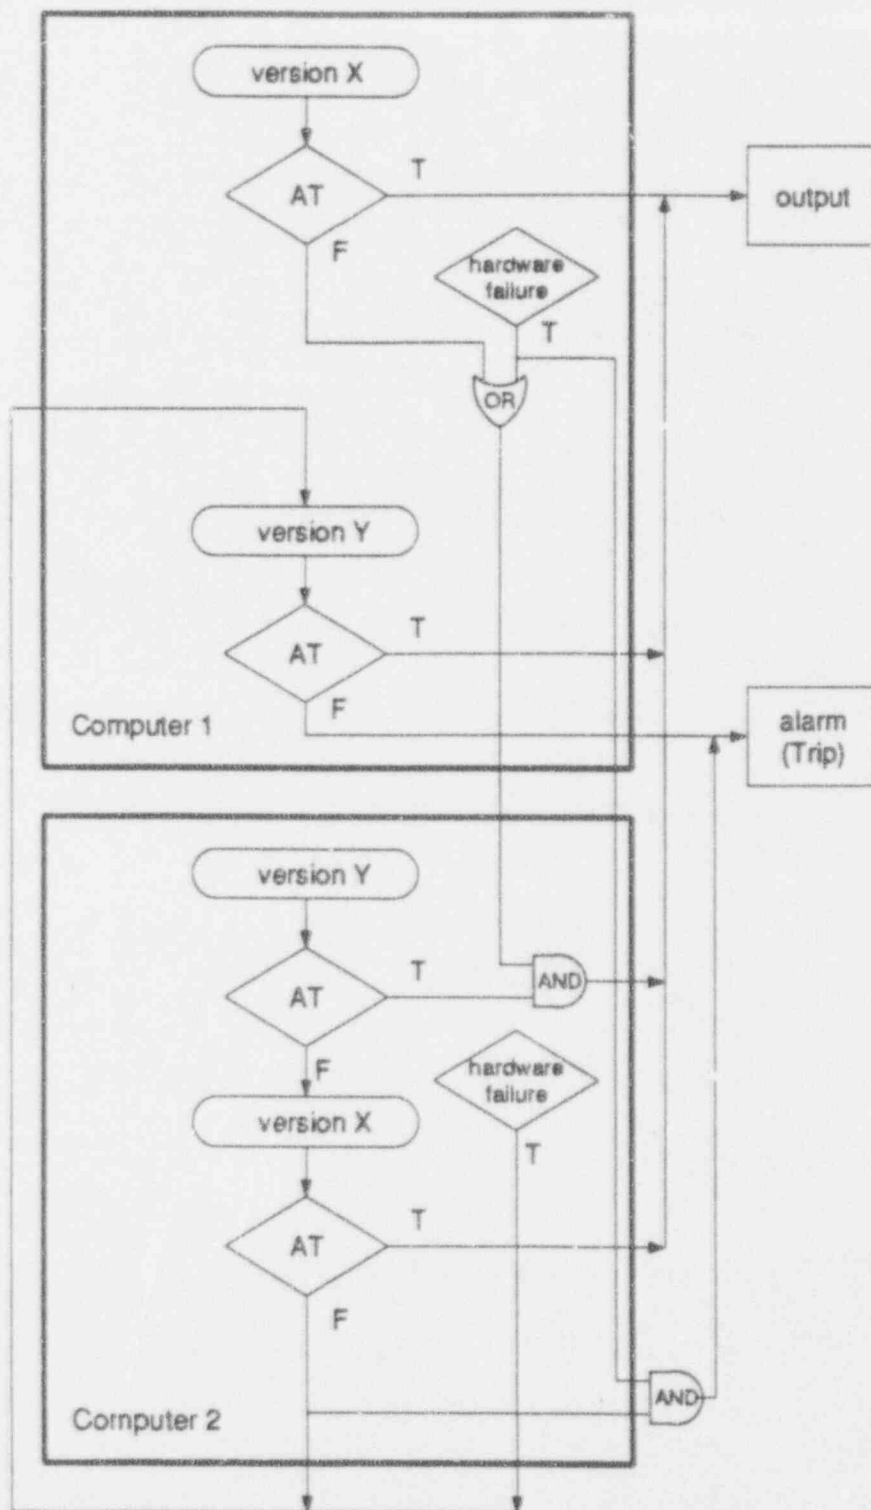 version X
AT
T
output
F
hardware
failure
T
OR
version Y
AT
T
F
Computer 1
alarm
(Trip)
version Y
AT
T
AND
F
hardware
failure
version X
T
AT
T
F
AND
Computer 2